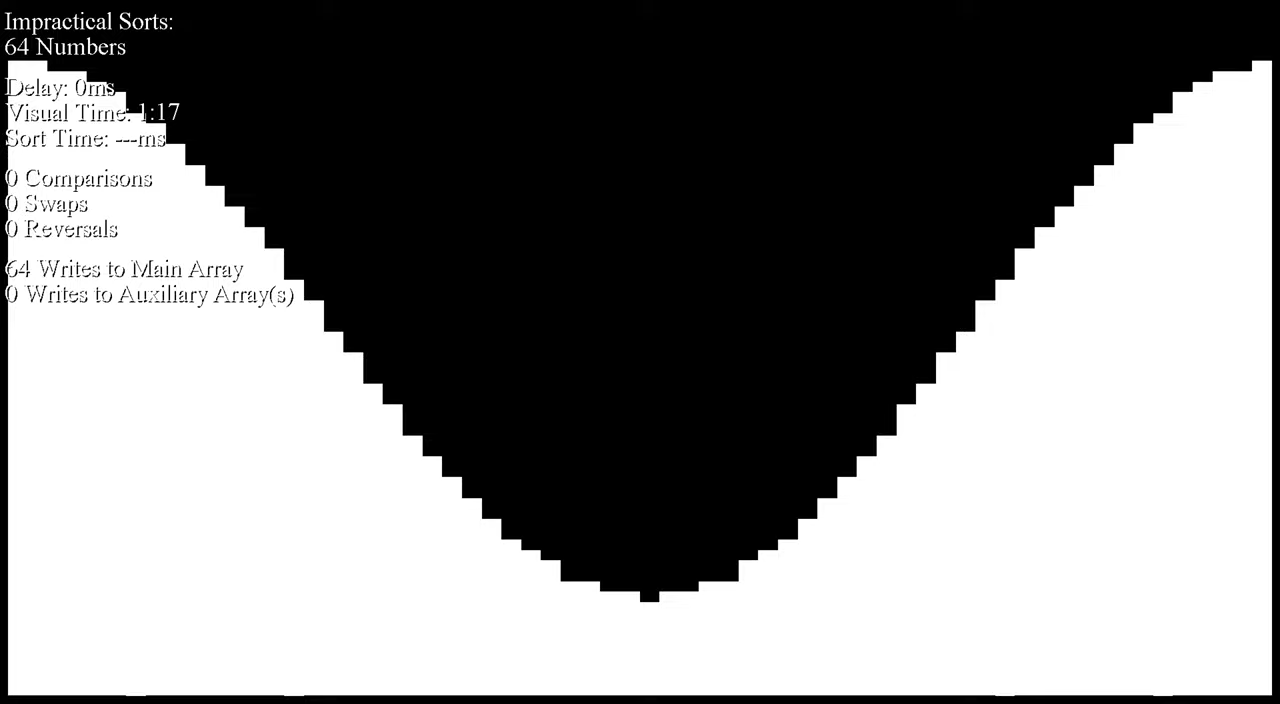 Impractical Sorts:
64 Numbers
Delay: 0ms
Visual Time: 1:17
Sort Time: ---ms
0 Comparisons
0 Swaps
0 Reversals
64 Writes to Main Array
0 Writes to Auxiliary Array(s)